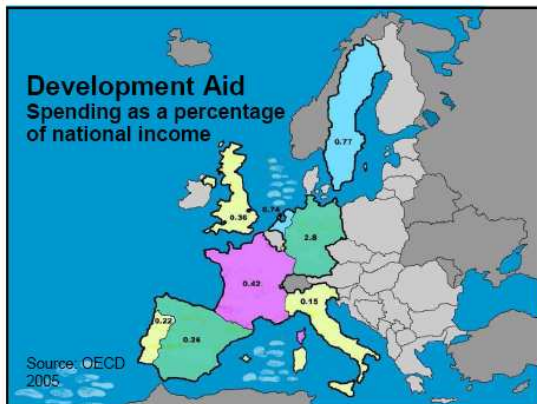 Development Aid
Spending as a percentage
of national income
0.77
0.36
0.74
2.8
0.42
0.15
0.22
0.26
Source: OECD
2005